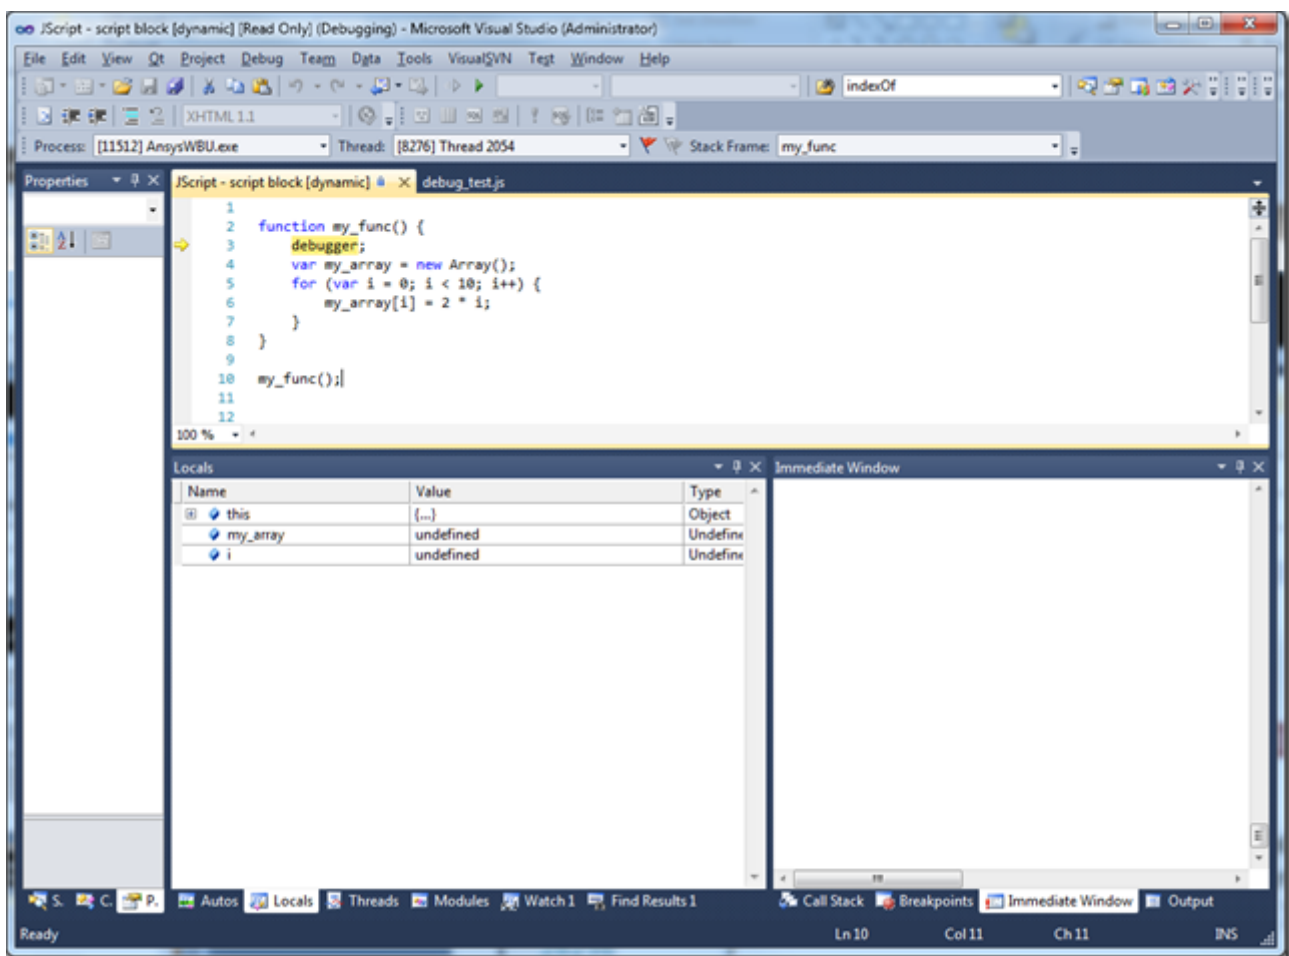 JScript - script block [dynamic] [Read Only] (Debugging) - Microsoft Visual Studio (Administrator)
File Edit View Qt Project Debug Team Data Tools VisualSVN Test Window Help
indexOf
XHTML 1.1
Process: [11512] AnsysWBU.exe Thread: [8276] Thread 2054 Stack Frame: my_func
Properties JScript - script block [dynamic] debug_test.js
1
2 function my_func() {
3 debugger;
4 var my_array = new Array();
5 for (var i = 0; i < 10; i++) {
6 my_array[i] = 2 * i;
7 }
8 }
9
10 my_func();
11
12
100 %
Locals Immediate Window
Name Value Type
this {...} Object
my_array undefined Undefine
i undefined Undefine
S. C. P. Autos Locals Threads Modules Watch 1 Find Results 1 Call Stack Breakpoints Immediate Window Output
Ready Ln 10 Col 11 Ch 11 INS